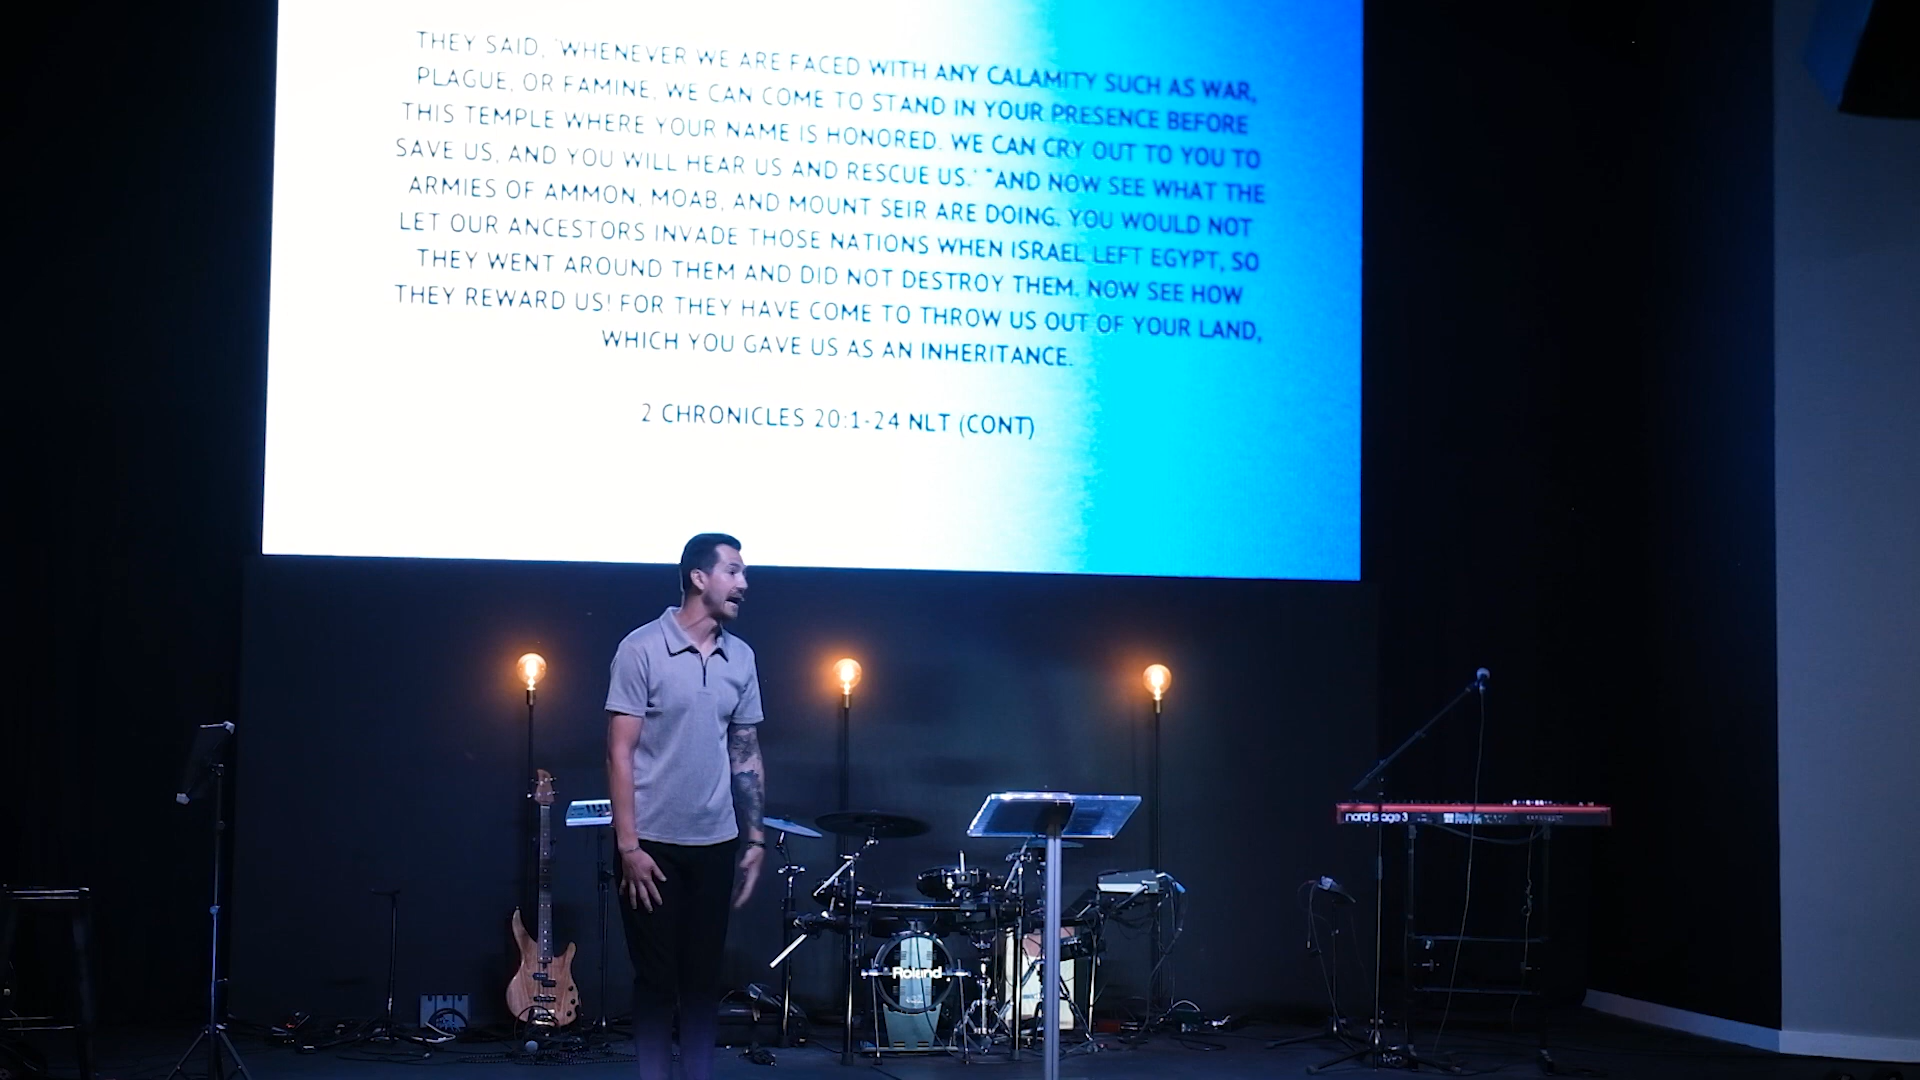 THEY SAID, 'WHENEVER WE ARE FACED WITH ANY CALAMITY SUCH AS WAR,
PLAGUE, OR FAMINE, WE CAN COME TO STAND IN YOUR PRESENCE BEFORE
THIS TEMPLE WHERE YOUR NAME IS HONORED. WE CAN CRY OUT TO YOU TO
SAVE US, AND YOU WILL HEAR US AND RESCUE US.' "AND NOW SEE WHAT THE
ARMIES OF AMMON, MOAB, AND MOUNT SEIR ARE DOING. YOU WOULD NOT
LET OUR ANCESTORS INVADE THOSE NATIONS WHEN ISRAEL LEFT EGYPT, SO
THEY WENT AROUND THEM AND DID NOT DESTROY THEM. NOW SEE HOW
THEY REWARD US! FOR THEY HAVE COME TO THROW US OUT OF YOUR LAND,
WHICH YOU GAVE US AS AN INHERITANCE.
2 CHRONICLES 20:1-24 NLT (CONT)
nord stage 3
Roland